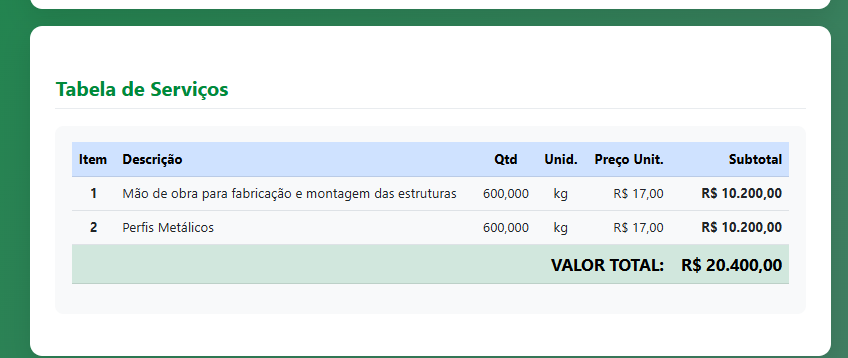 Tabela de Serviços
Item Descrição Qtd Unid. Preço Unit. Subtotal
1 Mão de obra para fabricação e montagem das estruturas 600,000 kg R$ 17,00 R$ 10.200,00
2 Perfis Metálicos 600,000 kg R$ 17,00 R$ 10.200,00
VALOR TOTAL: R$ 20.400,00